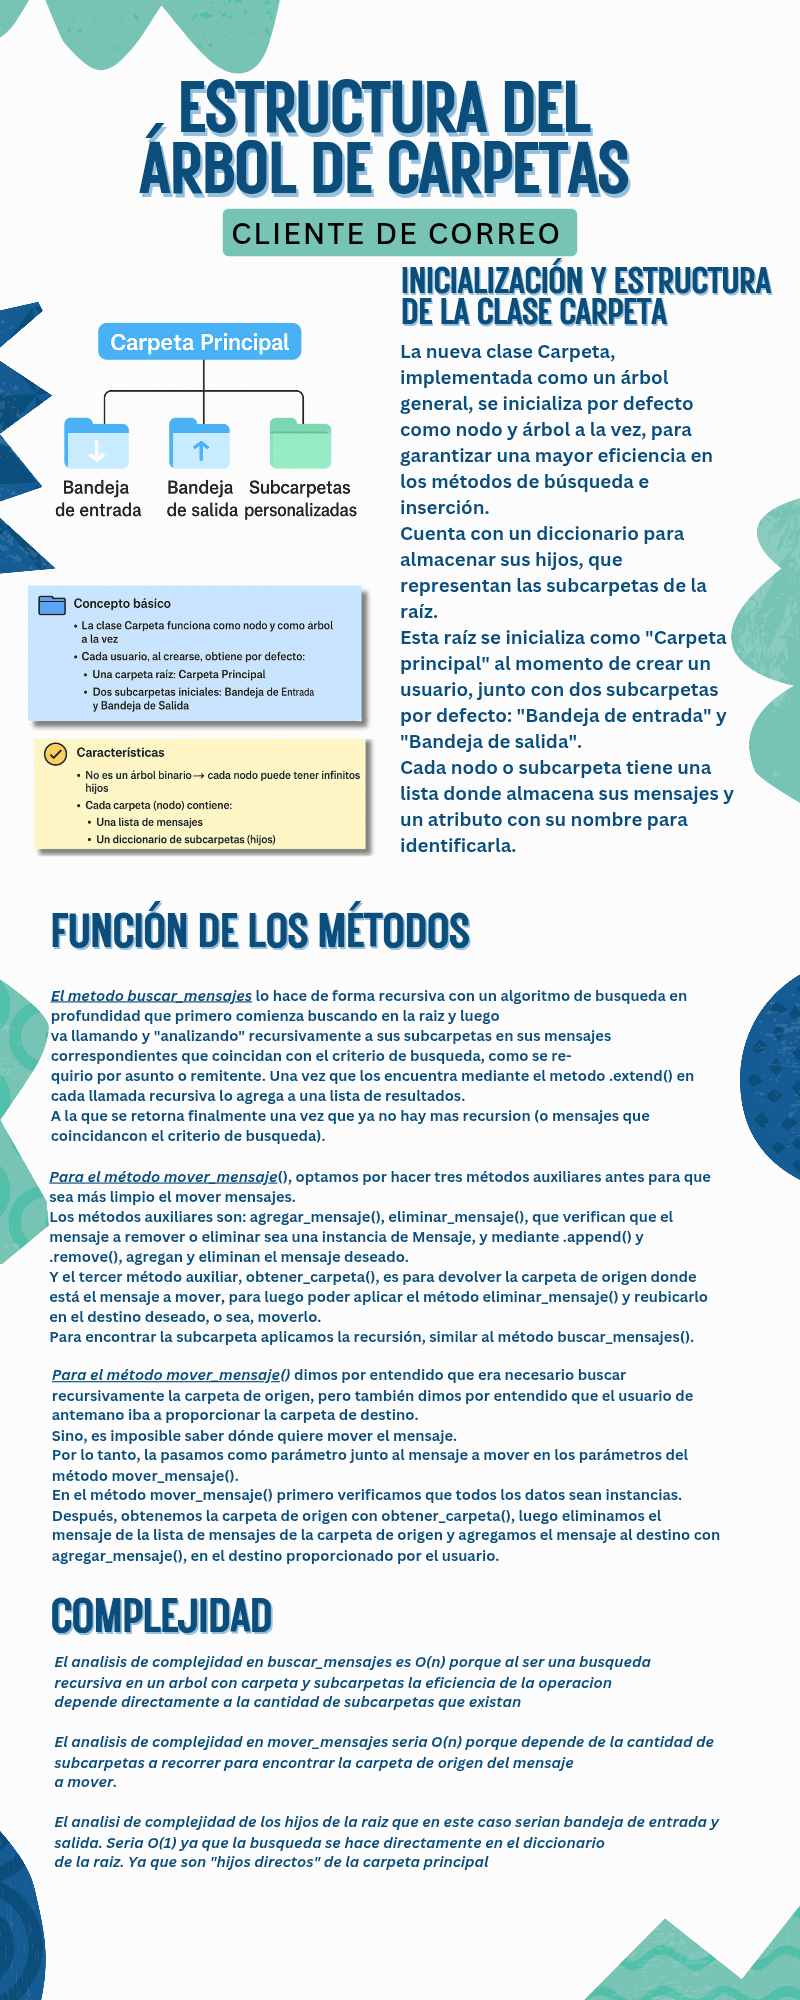 ESTRUCTURA DEL
ÁRBOL DE CARPETAS
CLIENTE DE CORREO
Carpeta Principal
Bandeja
de entrada
Bandeja
de salida
Subcarpetas
personalizadas
Concepto básico
• La clase Carpeta funciona como nodo y como árbol
a la vez
• Cada usuario, al crearse, obtiene por defecto:
• Una carpeta raíz: Carpeta Principal
• Dos subcarpetas iniciales: Bandeja de Entrada
y Bandeja de Salida
Características
• No es un árbol binario→ cada nodo puede tener infinitos
hijos
• Cada carpeta (nodo) contiene:
• Una lista de mensajes
• Un diccionario de subcarpetas (hijos)
INICIALIZACIÓN Y ESTRUCTURA
DE LA CLASE CARPETA
La nueva clase Carpeta,
implementada como un árbol
general, se inicializa por defecto
como nodo y árbol a la vez, para
garantizar una mayor eficiencia en
los métodos de búsqueda e
inserción.
Cuenta con un diccionario para
almacenar sus hijos, que
representan las subcarpetas de la
raíz.
Esta raíz se inicializa como "Carpeta
principal" al momento de crear un
usuario, junto con dos subcarpetas
por defecto: "Bandeja de entrada" y
"Bandeja de salida".
Cada nodo o subcarpeta tiene una
lista donde almacena sus mensajes y
un atributo con su nombre para
identificarla.
FUNCIÓN DE LOS MÉTODOS
El metodo buscar_mensajes lo hace de forma recursiva con un algoritmo de busqueda en
profundidad que primero comienza buscando en la raiz y luego
va llamando y "analizando" recursivamente a sus subcarpetas en sus mensajes
correspondientes que coincidan con el criterio de busqueda, como se re-
quirio por asunto o remitente. Una vez que los encuentra mediante el metodo .extend() en
cada llamada recursiva lo agrega a una lista de resultados.
A la que se retorna finalmente una vez que ya no hay mas recursion (o mensajes que
coincidancon el criterio de busqueda).
Para el método mover_mensaje(), optamos por hacer tres métodos auxiliares antes para que
sea más limpio el mover mensajes.
Los métodos auxiliares son: agregar_mensaje(), eliminar_mensaje(), que verifican que el
mensaje a remover o eliminar sea una instancia de Mensaje, y mediante .append() y
.remove(), agregan y eliminan el mensaje deseado.
Y el tercer método auxiliar, obtener_carpeta(), es para devolver la carpeta de origen donde
está el mensaje a mover, para luego poder aplicar el método eliminar_mensaje() y reubicarlo
en el destino deseado, o sea, moverlo.
Para encontrar la subcarpeta aplicamos la recursión, similar al método buscar_mensajes().
Para el método mover_mensaje() dimos por entendido que era necesario buscar
recursivamente la carpeta de origen, pero también dimos por entendido que el usuario de
antemano iba a proporcionar la carpeta de destino.
Sino, es imposible saber dónde quiere mover el mensaje.
Por lo tanto, la pasamos como parámetro junto al mensaje a mover en los parámetros del
método mover_mensaje().
En el método mover_mensaje() primero verificamos que todos los datos sean instancias.
Después, obtenemos la carpeta de origen con obtener_carpeta(), luego eliminamos el
mensaje de la lista de mensajes de la carpeta de origen y agregamos el mensaje al destino con
agregar_mensaje(), en el destino proporcionado por el usuario.
COMPLEJIDAD
El analisis de complejidad en buscar_mensajes es O(n) porque al ser una busqueda
recursiva en un arbol con carpeta y subcarpetas la eficiencia de la operacion
depende directamente a la cantidad de subcarpetas que existan
El analisis de complejidad en mover_mensajes seria O(n) porque depende de la cantidad de
subcarpetas a recorrer para encontrar la carpeta de origen del mensaje
a mover.
El analisi de complejidad de los hijos de la raiz que en este caso serian bandeja de entrada y
salida. Seria O(1) ya que la busqueda se hace directamente en el diccionario
de la raiz. Ya que son "hijos directos" de la carpeta principal